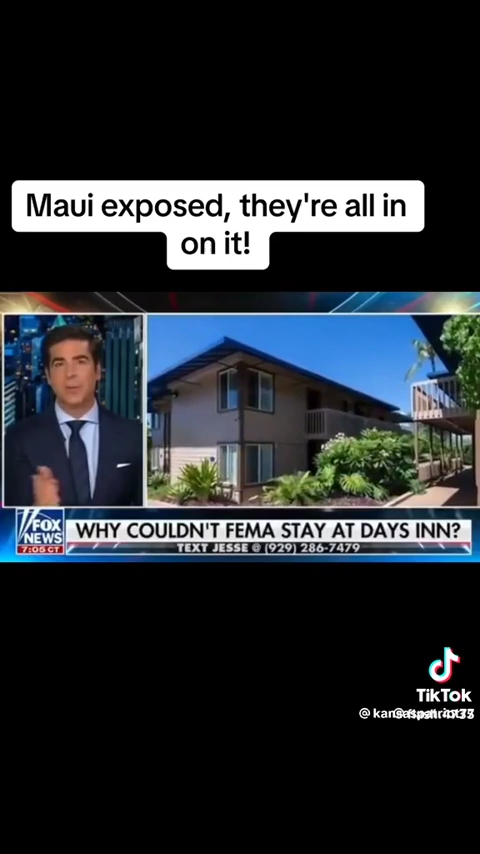 Maui exposed, they're all in
on it!
FOX
NEWS
7:05 CT
WHY COULDN'T FEMA STAY AT DAYS INN?
TEXT JESSE @ (929) 286-7479
TikTok